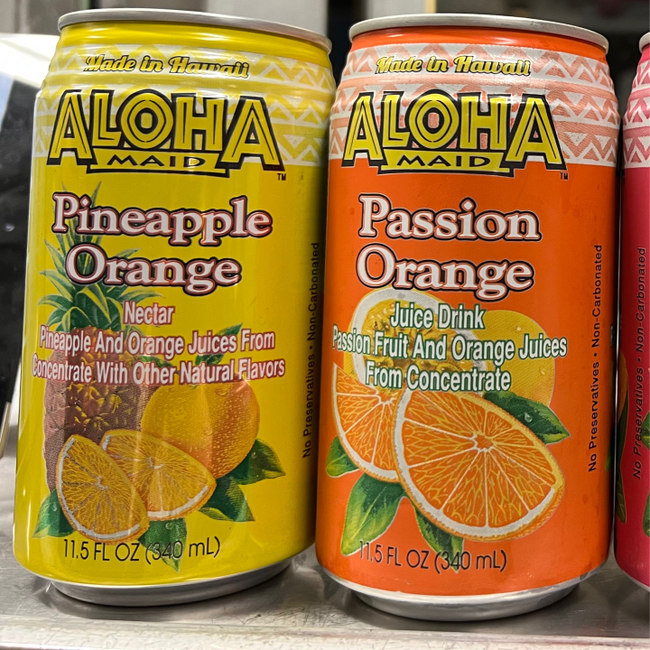 Made in Hawaii
ALOHA
MAID
TM
Pineapple
Orange
Nectar
Pineapple And Orange Juices From
Concentrate With Other Natural Flavors
11.5 FL OZ (340 mL)
No Preservatives • Non-Carbonated
Made in Hawaii
ALOHA
MAID
TM
Passion
Orange
Juice Drink
Passion Fruit And Orange Juices
From Concentrate
11.5 FL OZ (340 mL)
No Preservatives • Non-Carbonated
No Preservatives • Non-Carbonated